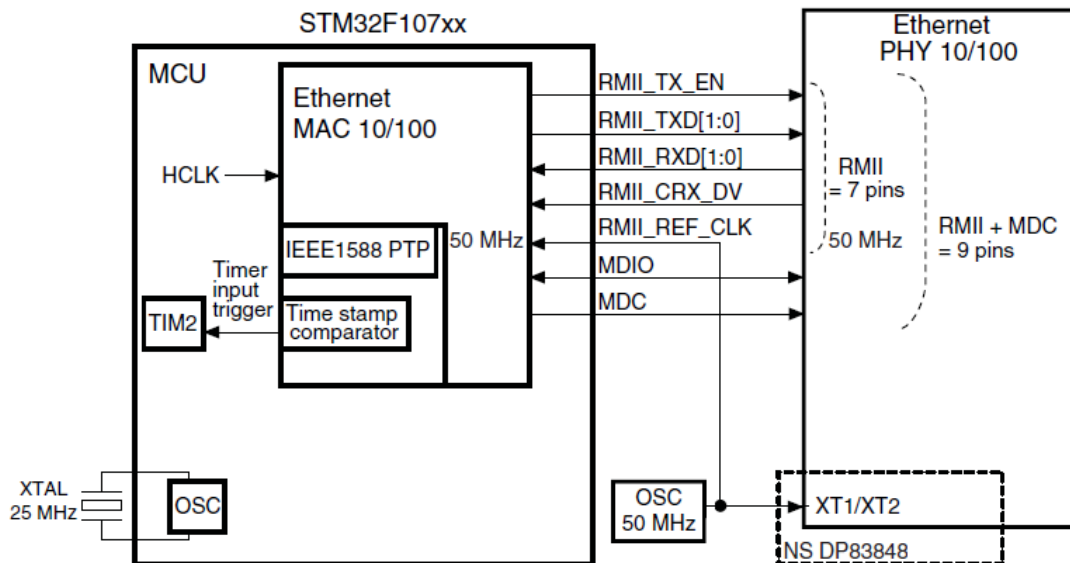 STM32F107xx
MCU
Ethernet
MAC 10/100
HCLK
IEEE1588 PTP
50 MHz
Timer
input
trigger
TIM2
Time stamp
comparator
XTAL
25 MHz
OSC
RMII_TX_EN
RMII_TXD[1:0]
RMII_RXD[1:0]
RMII_CRX_DV
RMII_REF_CLK
MDIO
MDC
OSC
50 MHz
Ethernet
PHY 10/100
RMII
= 7 pins
50 MHz
RMII + MDC
= 9 pins
XT1/XT2
NS DP83848